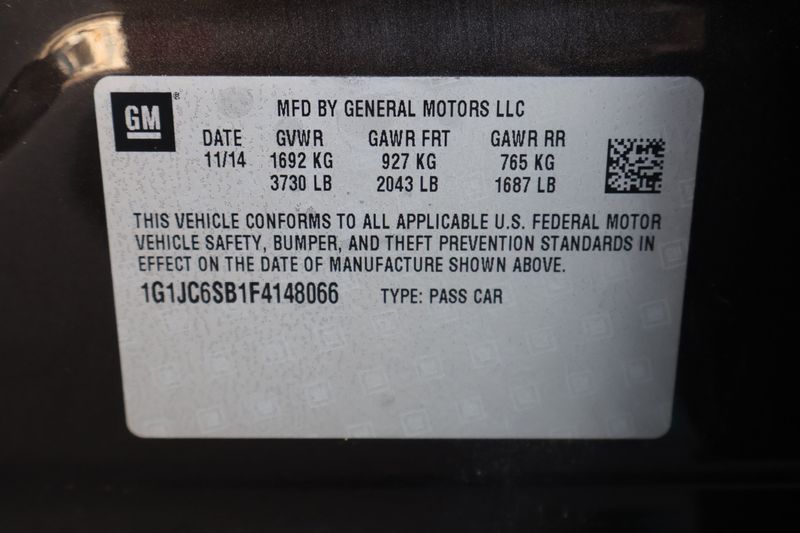 GM ®
MFD BY GENERAL MOTORS LLC
DATE GVWR GAWR FRT GAWR RR
11/14 1692 KG 927 KG 765 KG
3730 LB 2043 LB 1687 LB
THIS VEHICLE CONFORMS TO ALL APPLICABLE U.S. FEDERAL MOTOR
VEHICLE SAFETY, BUMPER, AND THEFT PREVENTION STANDARDS IN
EFFECT ON THE DATE OF MANUFACTURE SHOWN ABOVE.
1G1JC6SB1F4148066 TYPE: PASS CAR